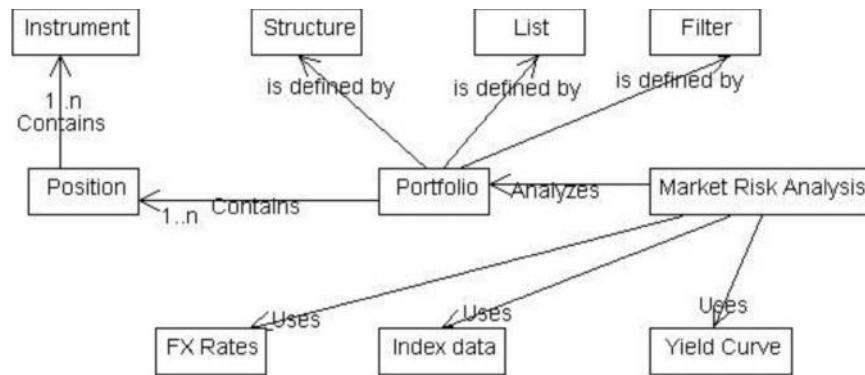 Instrument
Structure
List
Filter
is defined by
is defined by
is defined by
1..n
Contains
Position
Portfolio
Market Risk Analysis
Contains
1..n
Analyzes
Uses
Uses
Uses
FX Rates
Index data
Yield Curve